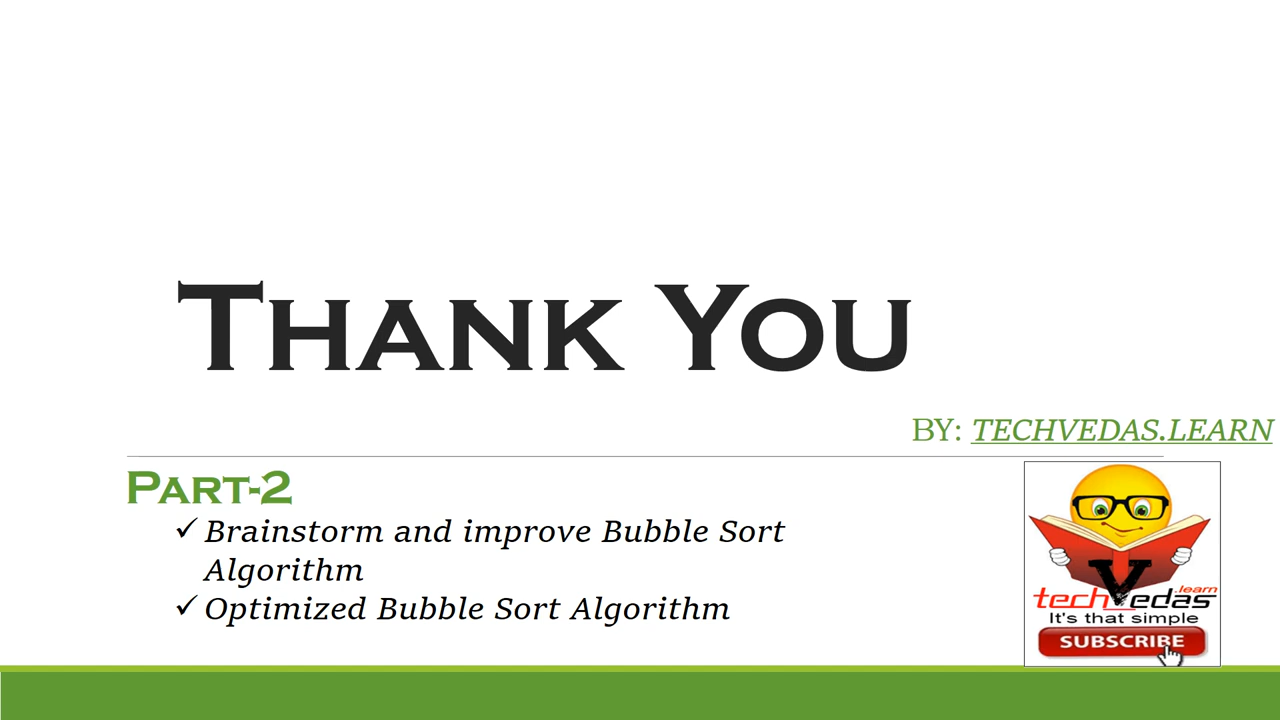 THANK YOU
BY: TECHVEDAS.LEARN
PART-2
✓ Brainstorm and improve Bubble Sort
Algorithm
✓ Optimized Bubble Sort Algorithm
.learn
techVedas
It's that simple
SUBSCRIBE